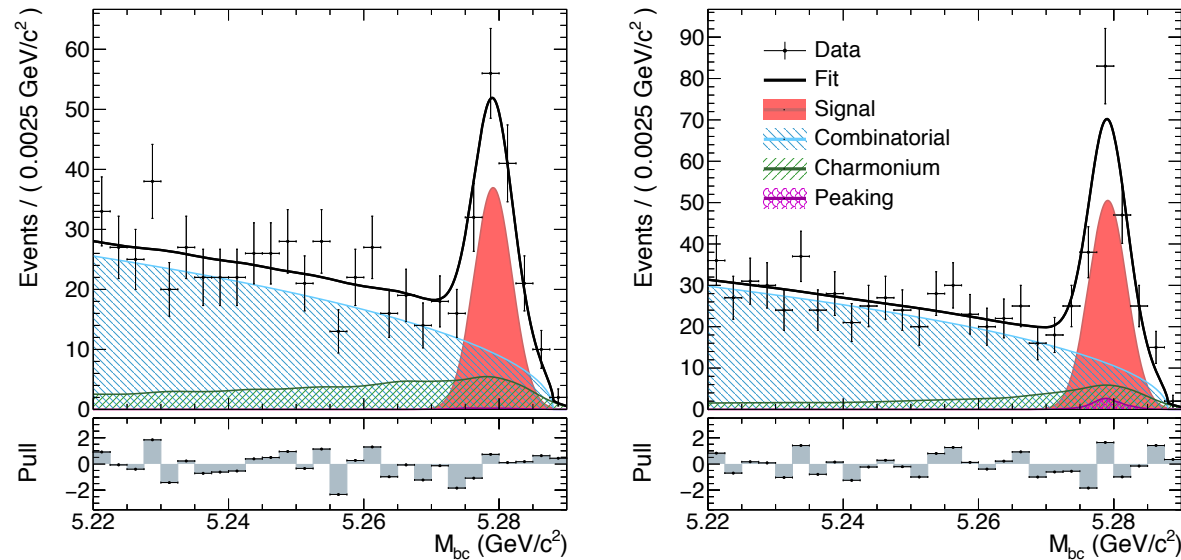 Events / ( 0.0025 GeV/c²)
60
50
40
30
20
10
0
Pull
2
0
−2
5.22
5.24
5.26
5.28
M_bc (GeV/c²)
Events / ( 0.0025 GeV/c²)
90
80
70
60
50
40
30
20
10
0
Data
Fit
Signal
Combinatorial
Charmonium
Peaking
Pull
2
0
−2
5.22
5.24
5.26
5.28
M_bc (GeV/c²)